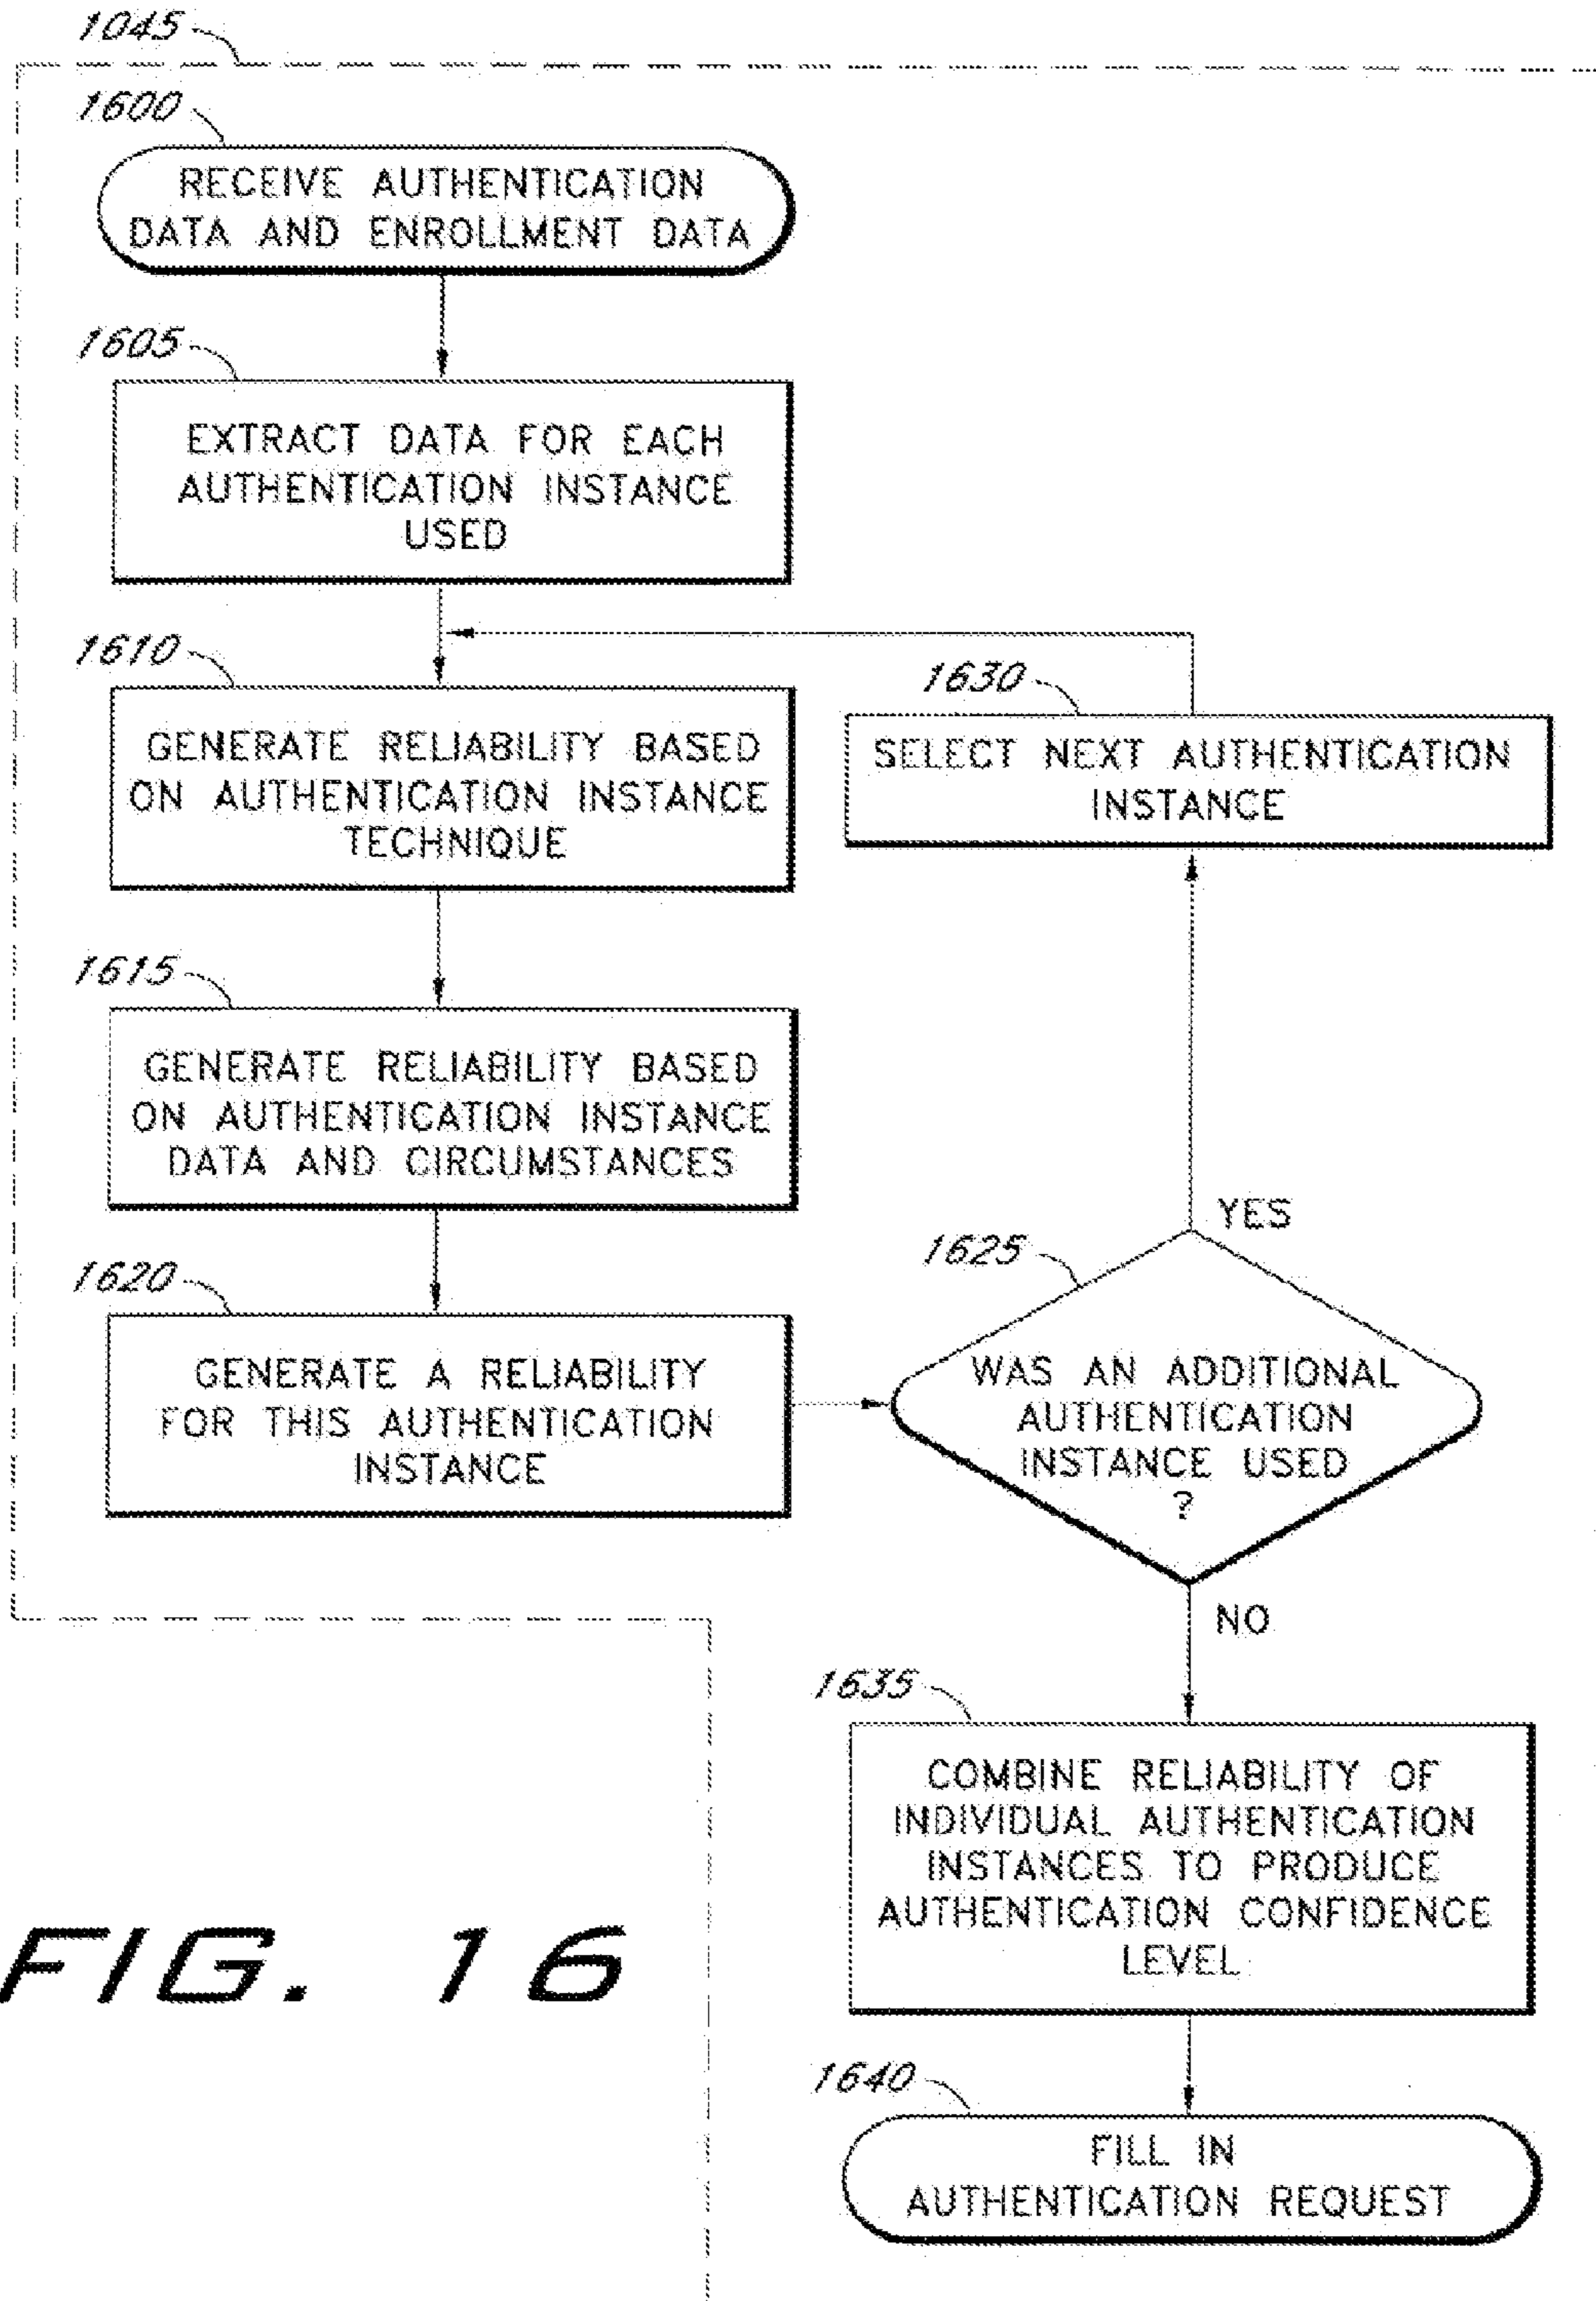 1045
1600
RECEIVE AUTHENTICATION
DATA AND ENROLLMENT DATA
1605
EXTRACT DATA FOR EACH
AUTHENTICATION INSTANCE
USED
1610
GENERATE RELIABILITY BASED
ON AUTHENTICATION INSTANCE
TECHNIQUE
1630
SELECT NEXT AUTHENTICATION
INSTANCE
1615
GENERATE RELIABILITY BASED
ON AUTHENTICATION INSTANCE
DATA AND CIRCUMSTANCES
1620
GENERATE A RELIABILITY
FOR THIS AUTHENTICATION
INSTANCE
YES
1625
WAS AN ADDITIONAL
AUTHENTICATION
INSTANCE USED
?
NO
1635
COMBINE RELIABILITY OF
INDIVIDUAL AUTHENTICATION
INSTANCES TO PRODUCE
AUTHENTICATION CONFIDENCE
LEVEL
1640
FILL IN
AUTHENTICATION REQUEST
FIG. 16